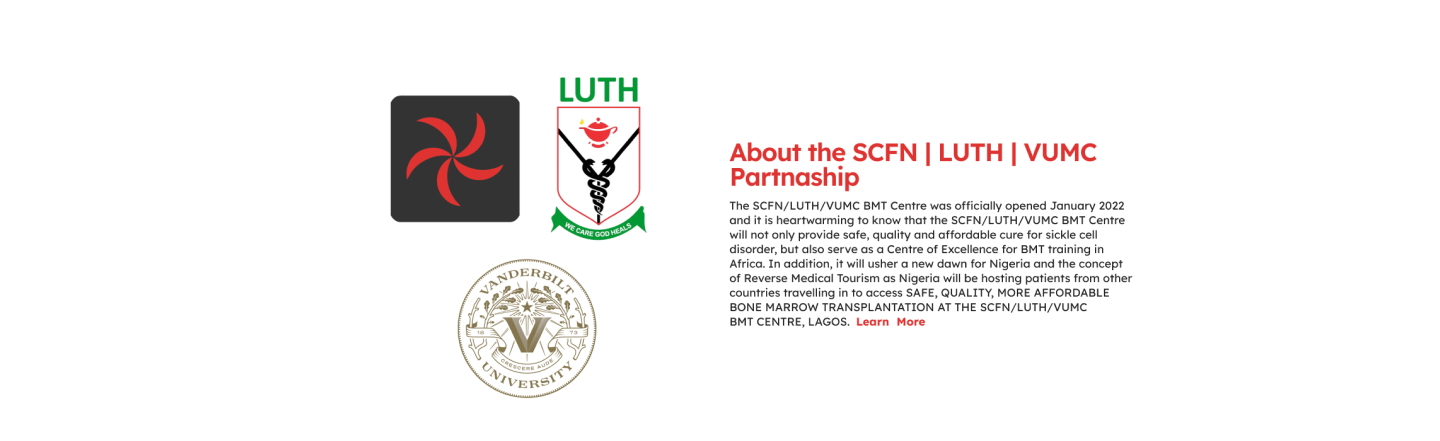 LUTH
WE CARE GOD HEALS
VANDERBILT
18 73
CRESCERE AUDE
UNIVERSITY
About the SCFN | LUTH | VUMC
Partnaship
The SCFN/LUTH/VUMC BMT Centre was officially opened January 2022
and it is heartwarming to know that the SCFN/LUTH/VUMC BMT Centre
will not only provide safe, quality and affordable cure for sickle cell
disorder, but also serve as a Centre of Excellence for BMT training in
Africa. In addition, it will usher a new dawn for Nigeria and the concept
of Reverse Medical Tourism as Nigeria will be hosting patients from other
countries travelling in to access SAFE, QUALITY, MORE AFFORDABLE
BONE MARROW TRANSPLANTATION AT THE SCFN/LUTH/VUMC
BMT CENTRE, LAGOS. Learn More